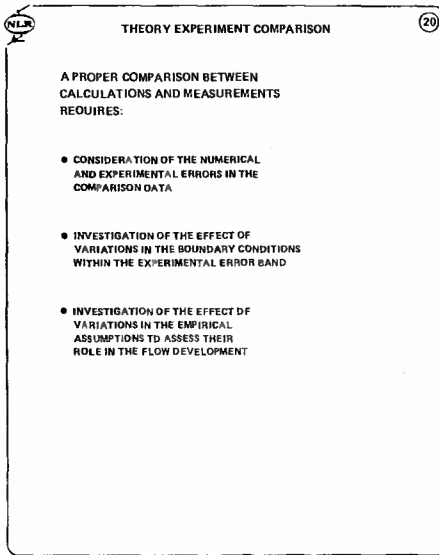 NLR
THEORY EXPERIMENT COMPARISON
20
A PROPER COMPARISON BETWEEN
CALCULATIONS AND MEASUREMENTS
REQUIRES:
• CONSIDERATION OF THE NUMERICAL
AND EXPERIMENTAL ERRORS IN THE
COMPARISON DATA
• INVESTIGATION OF THE EFFECT OF
VARIATIONS IN THE BOUNDARY CONDITIONS
WITHIN THE EXPERIMENTAL ERROR BAND
• INVESTIGATION OF THE EFFECT OF
VARIATIONS IN THE EMPIRICAL
ASSUMPTIONS TO ASSESS THEIR
ROLE IN THE FLOW DEVELOPMENT